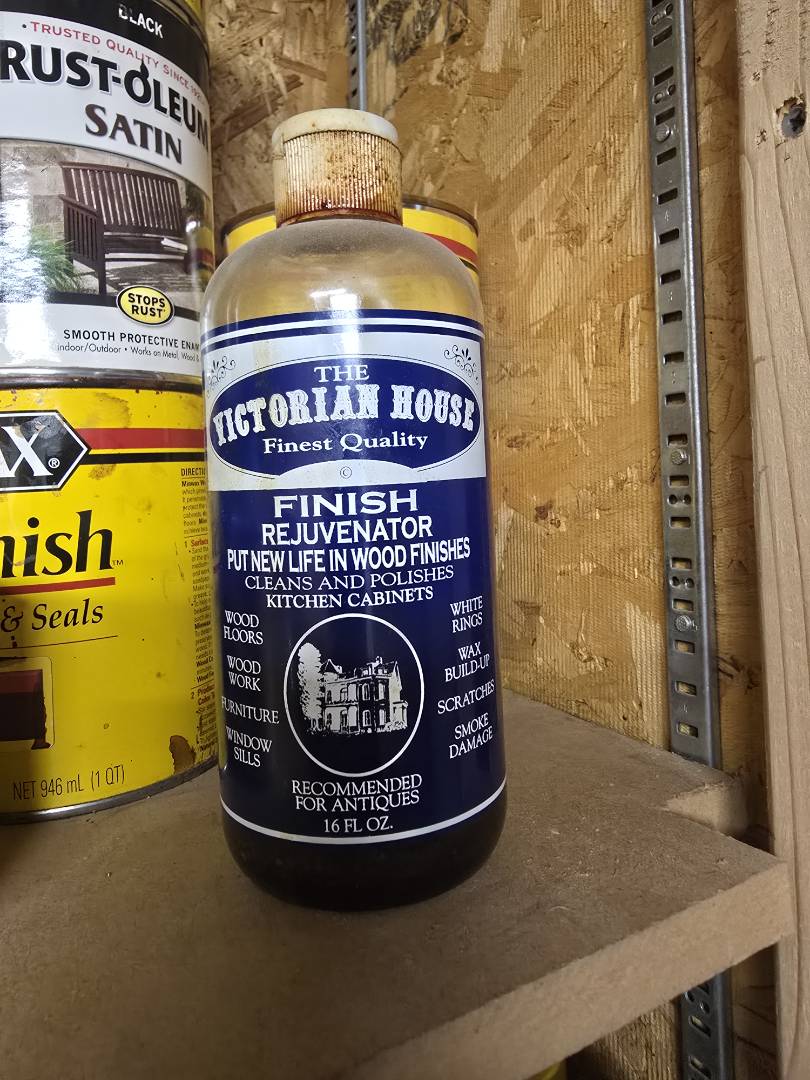 BLACK
TRUSTED QUALITY SINCE
RUST-OLEUM
SATIN
STOPS
RUST
SMOOTH PROTECTIVE
Indoor/Outdoor • Works on Metal, Wood &
®
nish™
& Seals
NET 946 mL (1 QT)
THE
VICTORIAN HOUSE
Finest Quality
©
FINISH
REJUVENATOR
PUT NEW LIFE IN WOOD FINISHES
CLEANS AND POLISHES
KITCHEN CABINETS
WOOD
FLOORS
WOOD
WORK
FURNITURE
WINDOW
SILLS
WHITE
RINGS
WAX
BUILD-UP
SCRATCHES
SMOKE
DAMAGE
RECOMMENDED
FOR ANTIQUES
16 FL OZ.